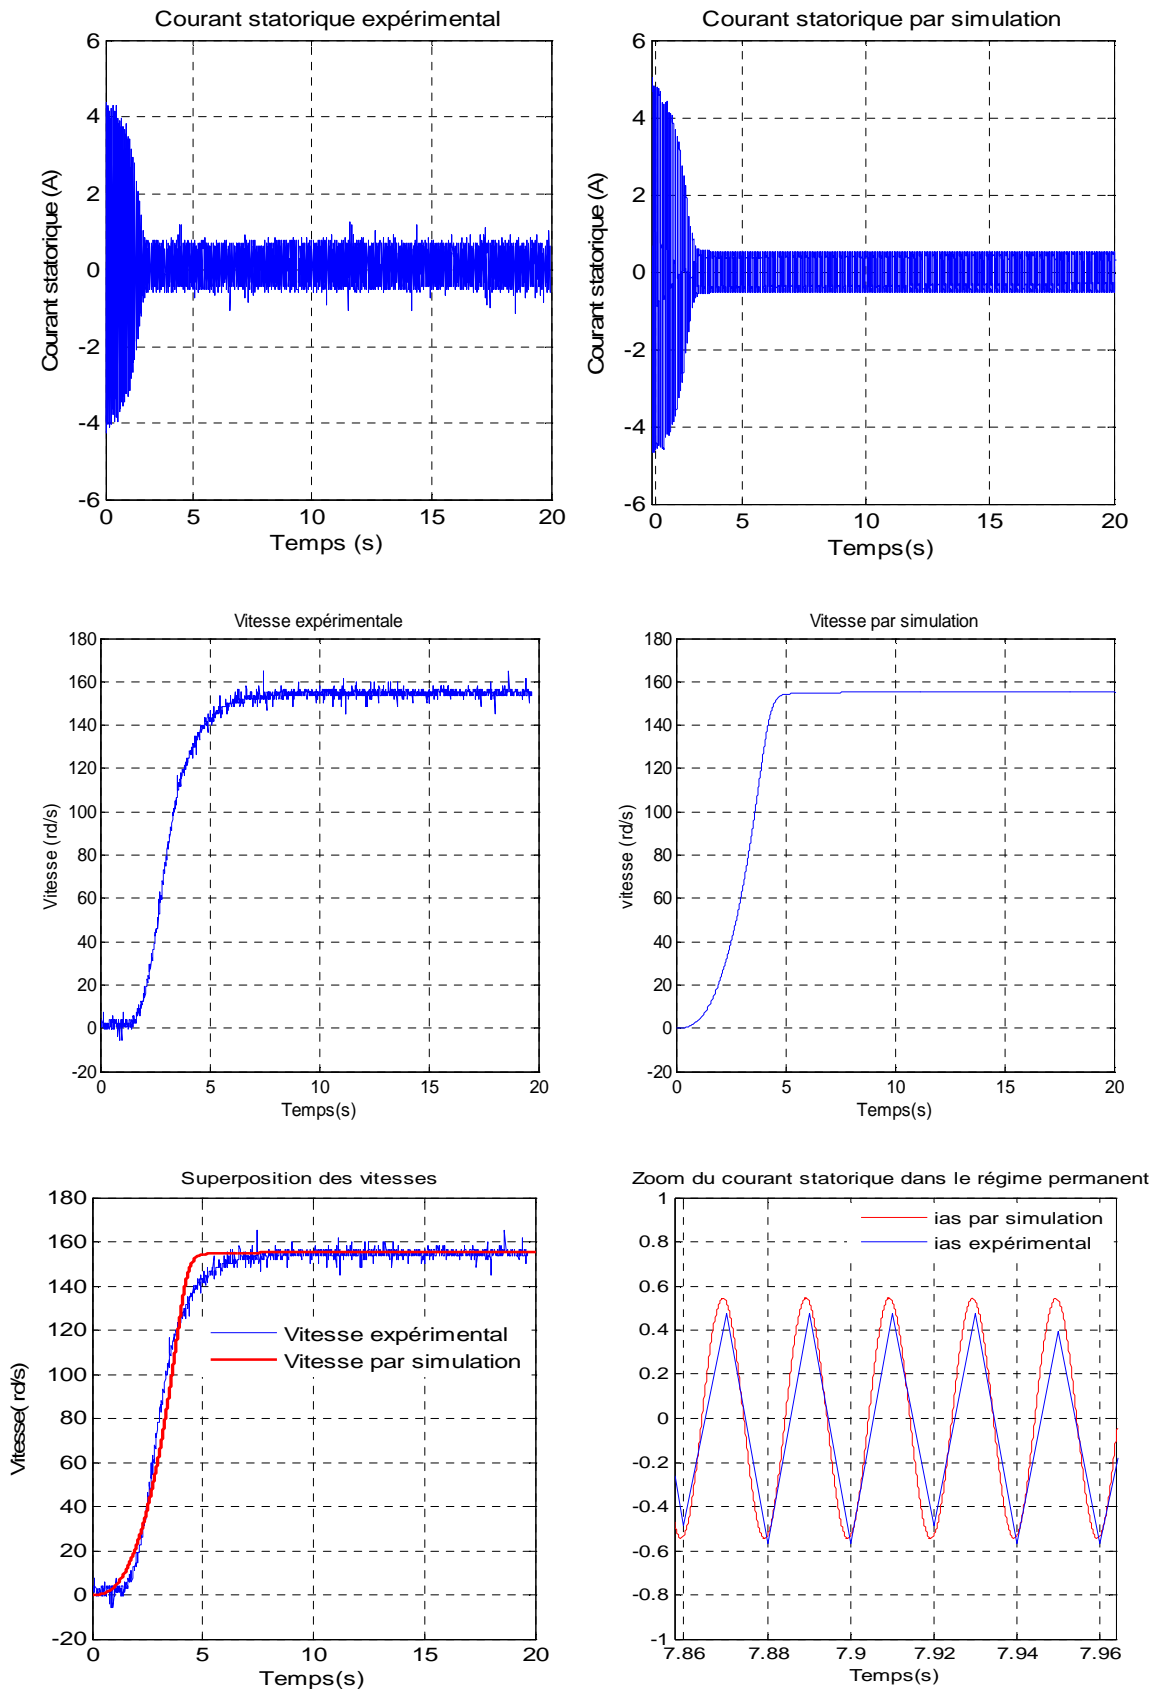 Courant statorique expérimental
6
4
2
0
-2
-4
-6
Courant statorique (A)
0 5 10 15 20
Temps (s)
Courant statorique par simulation
6
4
2
0
-2
-4
-6
Courant statorique (A)
0 5 10 15 20
Temps(s)
Vitesse expérimentale
180
160
140
120
100
80
60
40
20
0
-20
Vitesse (rd/s)
0 5 10 15 20
Temps(s)
Vitesse par simulation
180
160
140
120
100
80
60
40
20
0
-20
vitesse (rd/s)
0 5 10 15 20
Temps(s)
Superposition des vitesses
180
160
140
120
100
80
60
40
20
0
-20
Vitesse( rd/s)
Vitesse expérimental
Vitesse par simulation
0 5 10 15 20
Temps(s)
Zoom du courant statorique dans le régime permanent
1
0.8
0.6
0.4
0.2
0
-0.2
-0.4
-0.6
-0.8
-1
ias par simulation
ias expérimental
7.86 7.88 7.9 7.92 7.94 7.96
Temps(s)